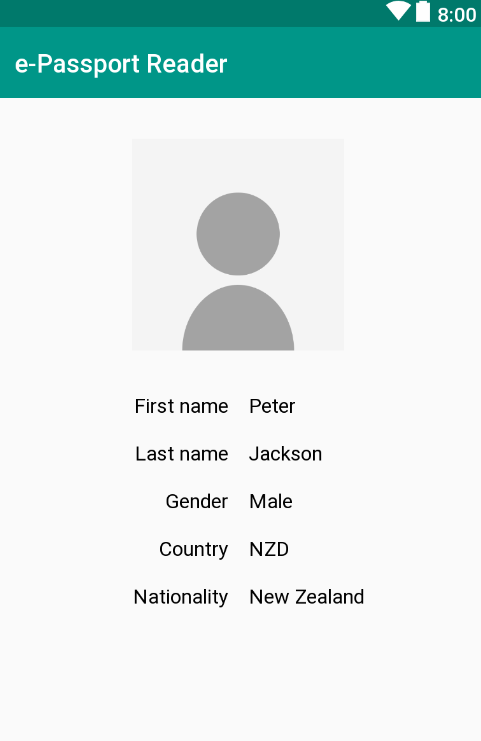 8:00
e-Passport Reader
First name Peter
Last name Jackson
Gender Male
Country NZD
Nationality New Zealand